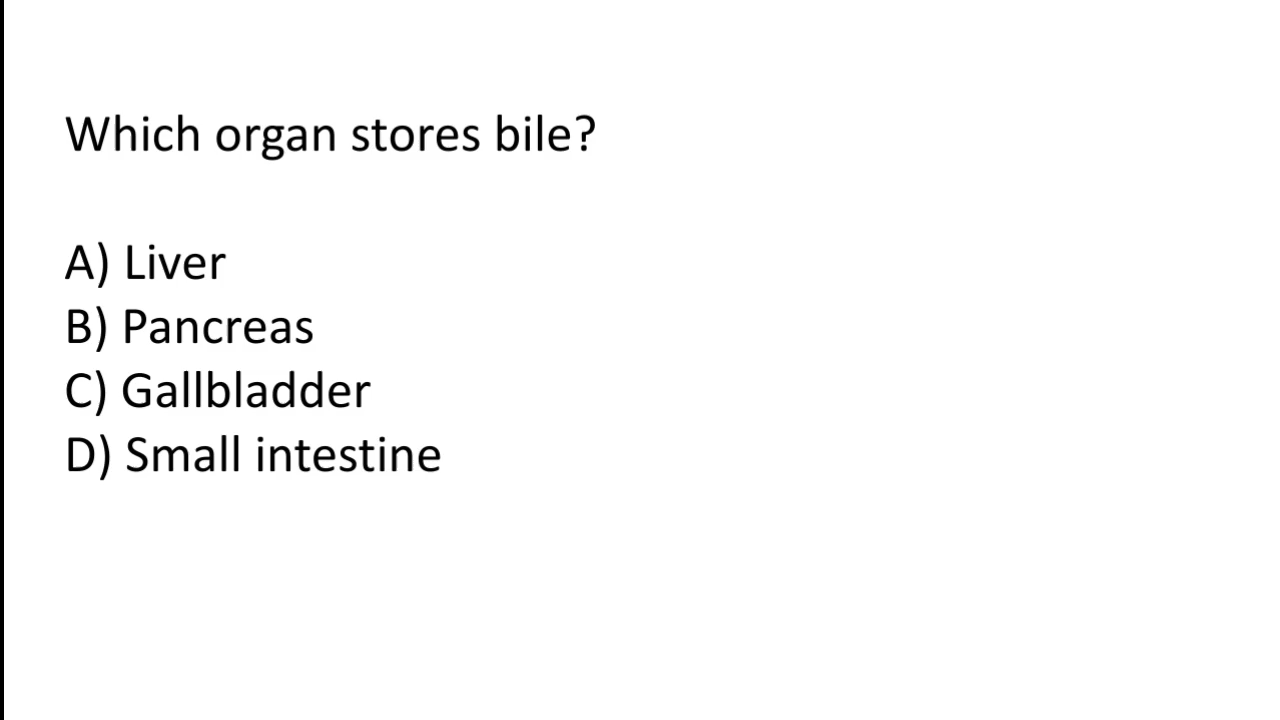 Which organ stores bile?
A) Liver
B) Pancreas
C) Gallbladder
D) Small intestine